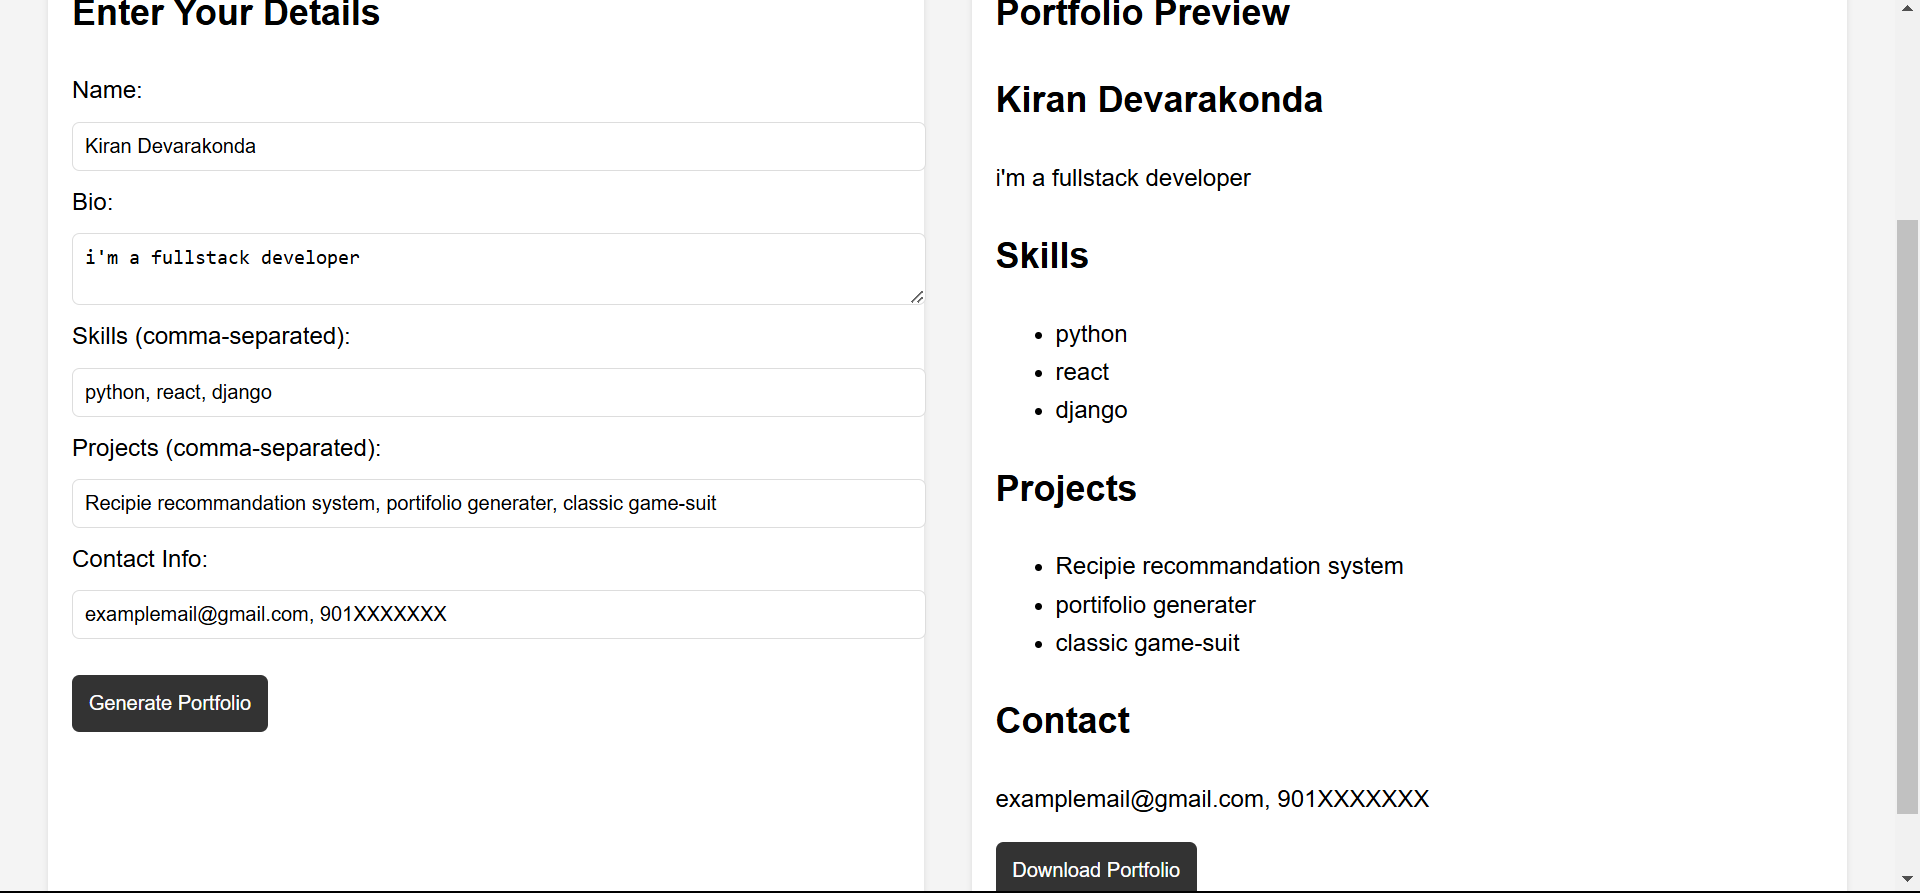 Enter Your Details
Name:
Kiran Devarakonda
Bio:
i'm a fullstack developer
Skills (comma-separated):
python, react, django
Projects (comma-separated):
Recipie recommandation system, portifolio generater, classic game-suit
Contact Info:
examplemail@gmail.com, 901XXXXXXX
Generate Portfolio
Portfolio Preview
Kiran Devarakonda
i'm a fullstack developer
Skills
python
react
django
Projects
Recipie recommandation system
portifolio generater
classic game-suit
Contact
examplemail@gmail.com, 901XXXXXXX
Download Portfolio